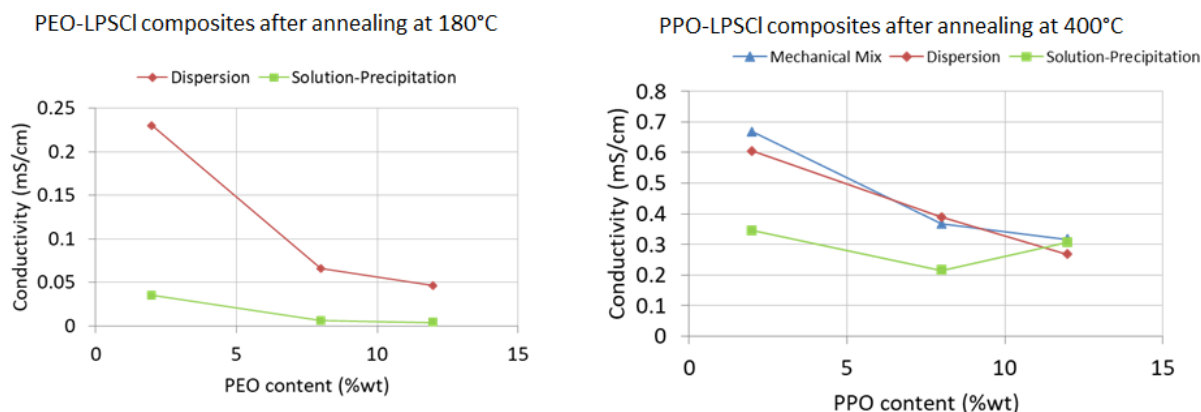 PEO-LPSCl composites after annealing at 180°C
Dispersion Solution-Precipitation
0.25
0.2
0.15
0.1
0.05
0
Conductivity (mS/cm)
0 5 10 15
PEO content (%wt)
PPO-LPSCl composites after annealing at 400°C
Mechanical Mix Dispersion Solution-Precipitation
0.8
0.7
0.6
0.5
0.4
0.3
0.2
0.1
0
Conductivity (mS/cm)
0 5 10 15
PPO content (%wt)